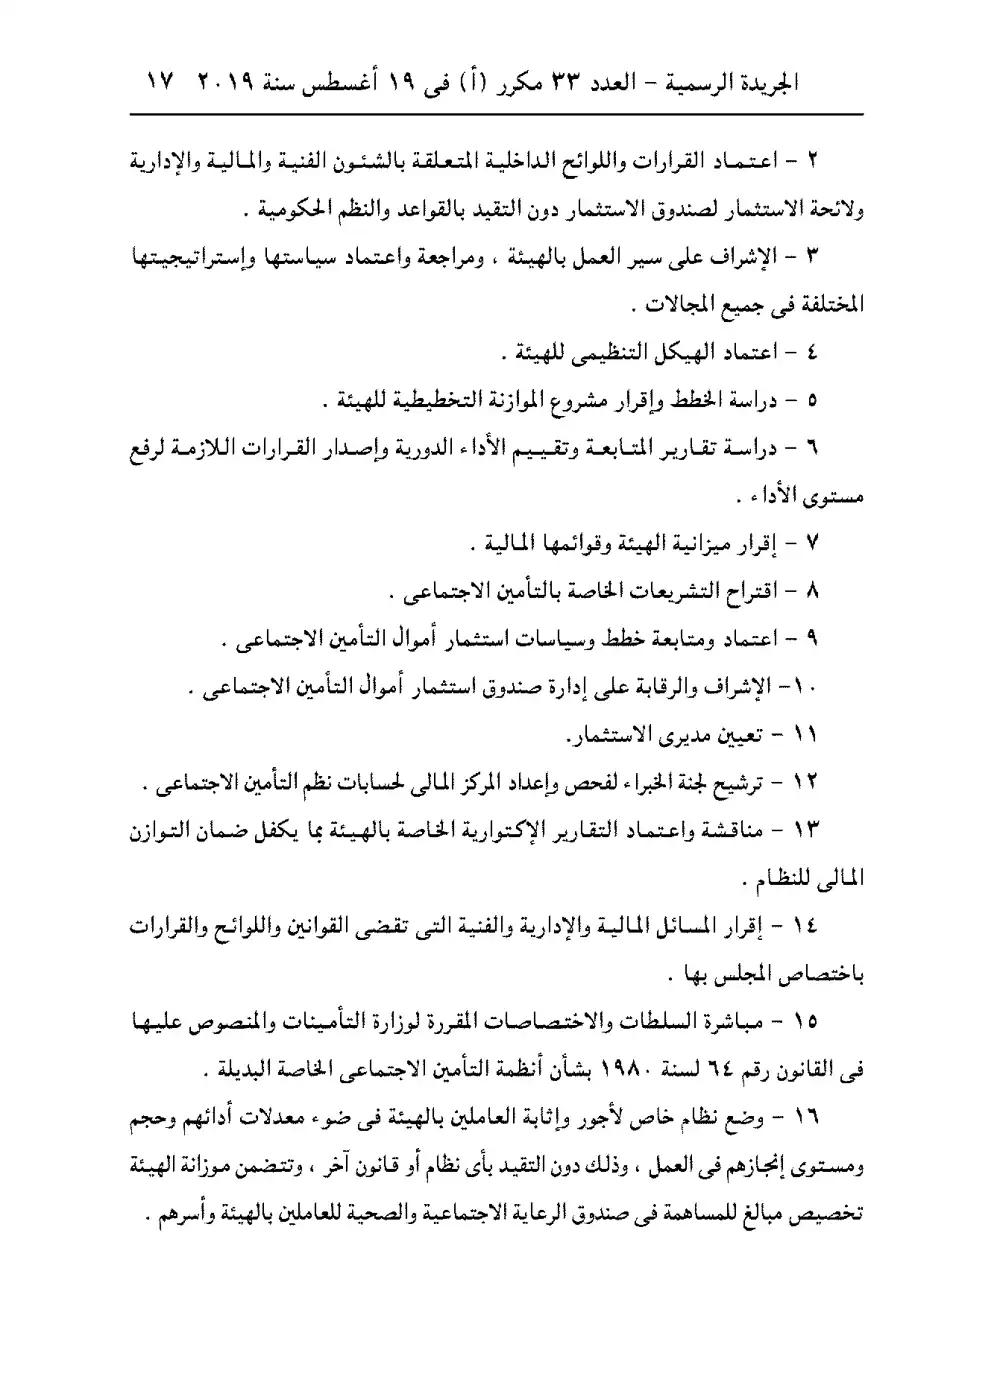 الجريدة الرسمية – العدد ٣٣ مكرر (أ) فى ١٩ أغسطس سنة ٢٠١٩ ١٧
٢ – اعتماد القرارات واللوائح الداخلية المتعلقة بالشئون الفنية والمالية والإدارية
ولائحة الاستثمار لصندوق الاستثمار دون التقيد بالقواعد والنظم الحكومية .
٣ – الإشراف على سير العمل بالهيئة ، ومراجعة واعتماد سياستها وإستراتيجيتها
المختلفة فى جميع المجالات .
٤ – اعتماد الهيكل التنظيمى للهيئة .
٥ – دراسة الخطط وإقرار مشروع الموازنة التخطيطية للهيئة .
٦ – دراسة تقارير المتابعة وتقييم الأداء الدورية وإصدار القرارات اللازمة لرفع
مستوى الأداء .
٧ – إقرار ميزانية الهيئة وقوائمها المالية .
٨ – اقتراح التشريعات الخاصة بالتأمين الاجتماعى .
٩ – اعتماد ومتابعة خطط وسياسات استثمار أموال التأمين الاجتماعى .
١٠– الإشراف والرقابة على إدارة صندوق استثمار أموال التأمين الاجتماعى .
١١ – تعيين مديرى الاستثمار.
١٢ – ترشيح لجنة الخبراء لفحص وإعداد المركز المالى لحسابات نظم التأمين الاجتماعى .
١٣ – مناقشة واعتماد التقارير الإكتوارية الخاصة بالهيئة بما يكفل ضمان التوازن
المالى للنظام .
١٤ – إقرار المسائل المالية والإدارية والفنية التى تقضى القوانين واللوائح والقرارات
باختصاص المجلس بها .
١٥ – مباشرة السلطات والاختصاصات المقررة لوزارة التأمينات والمنصوص عليها
فى القانون رقم ٦٤ لسنة ١٩٨٠ بشأن أنظمة التأمين الاجتماعى الخاصة البديلة .
١٦ – وضع نظام خاص لأجور وإثابة العاملين بالهيئة فى ضوء معدلات أدائهم وحجم
ومستوى إنجازهم فى العمل ، وذلك دون التقيد بأى نظام أو قانون آخر ، وتتضمن موزانة الهيئة
تخصيص مبالغ للمساهمة فى صندوق الرعاية الاجتماعية والصحية للعاملين بالهيئة وأسرهم .